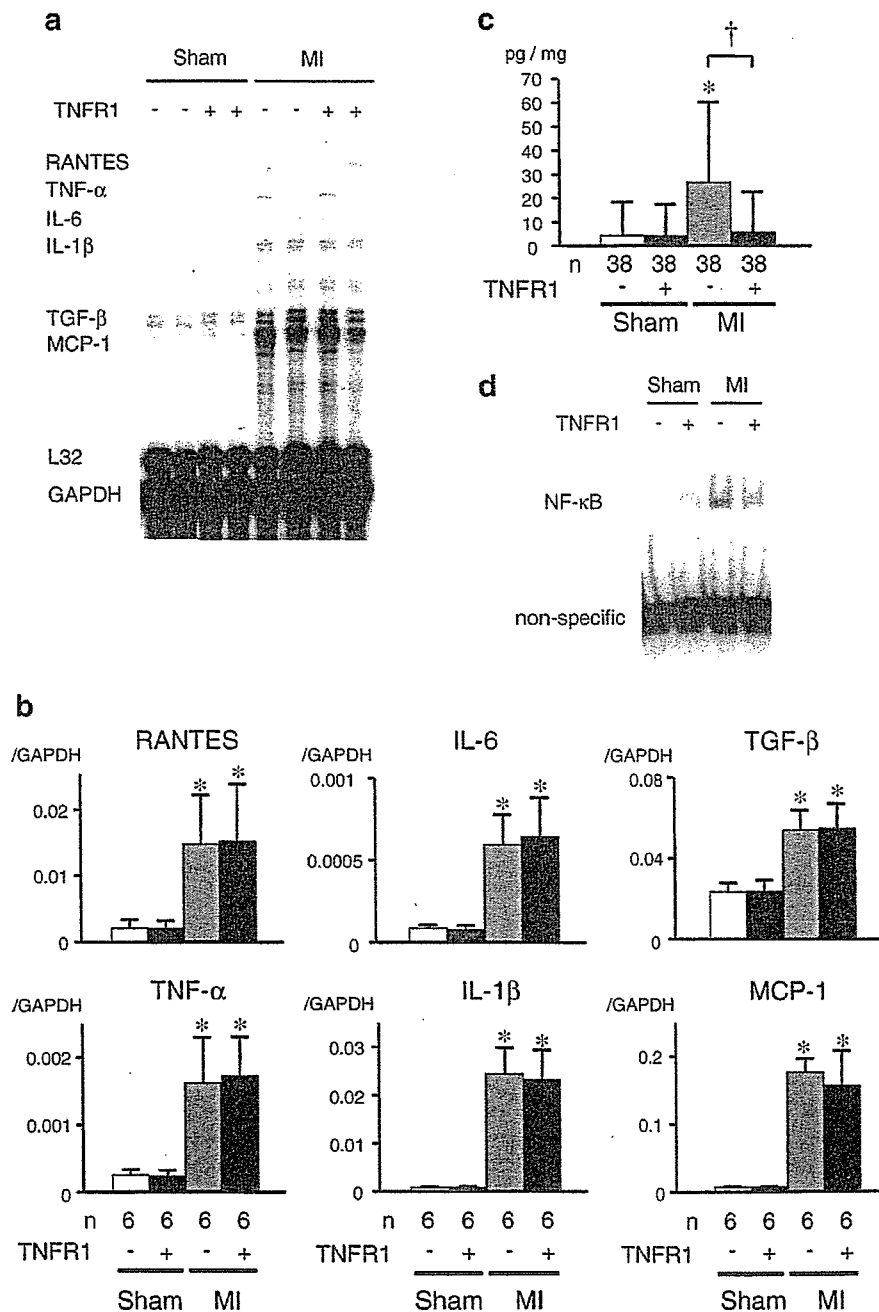 a
Sham MI
TNFR1 - - + + - - + +
RANTES
TNF-α
IL-6
IL-1β
TGF-β
MCP-1
L32
GAPDH
c
pg / mg
†
70
60
50
40
30
20
10
0
*
n 38 38 38 38
TNFR1 - + - +
Sham MI
d
Sham MI
TNFR1 - + - +
NF-κB
non-specific
b
/GAPDH RANTES
0.02
0.01
0
* *
/GAPDH IL-6
0.001
0.0005
0
* *
/GAPDH TGF-β
0.08
0.04
0
* *
/GAPDH TNF-α
0.002
0.001
0
* *
n 6 6 6 6
TNFR1 - + - +
Sham MI
/GAPDH IL-1β
0.03
0.02
0.01
0
* *
n 6 6 6 6
TNFR1 - + - +
Sham MI
/GAPDH MCP-1
0.2
0.1
0
* *
n 6 6 6 6
TNFR1 - + - +
Sham MI